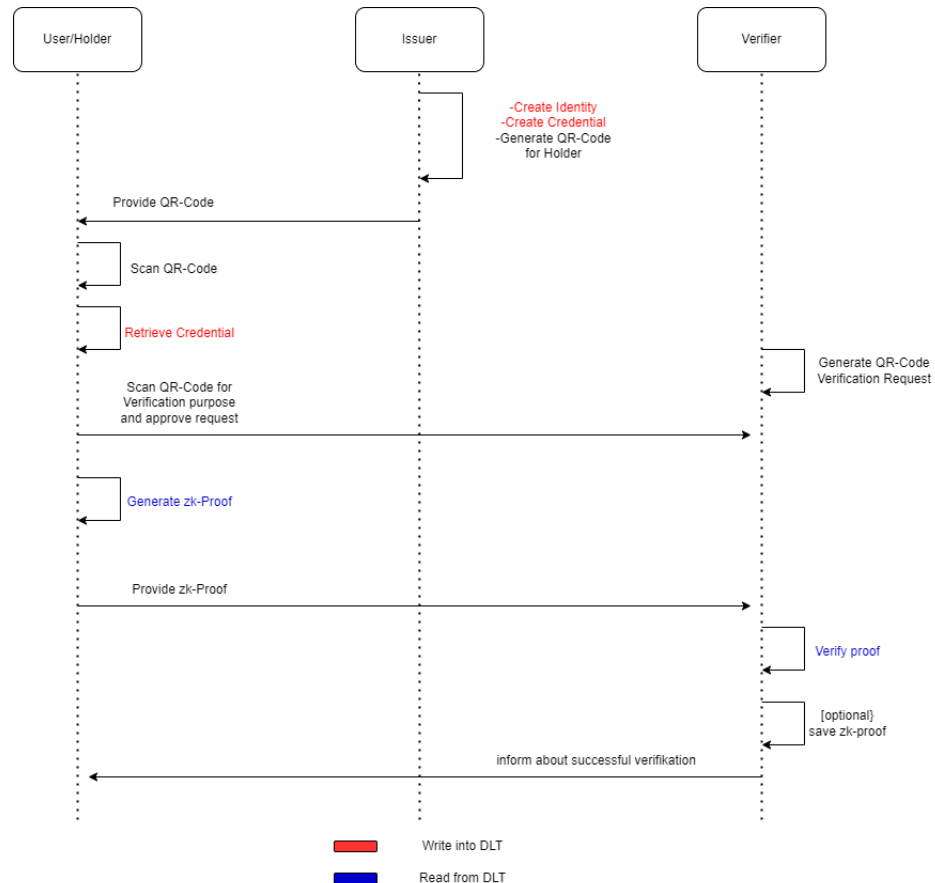 User/Holder
Issuer
Verifier
-Create Identity
-Create Credential
-Generate QR-Code
for Holder
Provide QR-Code
Scan QR-Code
Retrieve Credential
Generate QR-Code
Verification Request
Scan QR-Code for
Verification purpose
and approve request
Generate zk-Proof
Provide zk-Proof
Verify proof
[optional}
save zk-proof
inform about successful verifikation
Write into DLT
Read from DLT